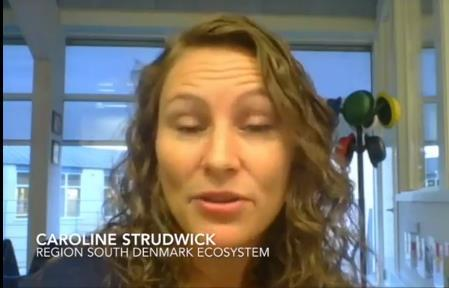 CAROLINE STRUDWICK
REGION SOUTH DENMARK ECOSYSTEM